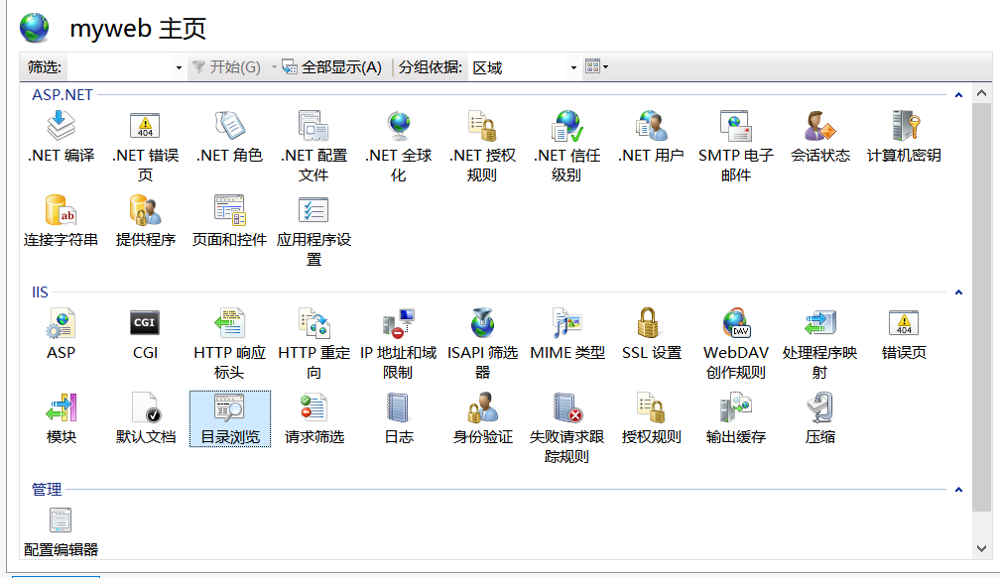 myweb 主页
筛选: 开始(G) 全部显示(A) 分组依据: 区域
ASP.NET
404
.NET 编译 .NET 错误 .NET 角色 .NET 配置 .NET 全球 .NET 授权 .NET 信任 .NET 用户 SMTP 电子 会话状态 计算机密钥
页 文件 化 规则 级别 邮件
ab
连接字符串 提供程序 页面和控件 应用程序设
置
IIS
CGI DAV 404
ASP CGI HTTP 响应 HTTP 重定 IP 地址和域 ISAPI 筛选 MIME 类型 SSL 设置 WebDAV 处理程序映 错误页
标头 向 限制 器 创作规则 射
模块 默认文档 目录浏览 请求筛选 日志 身份验证 失败请求跟 授权规则 输出缓存 压缩
踪规则
管理
配置编辑器